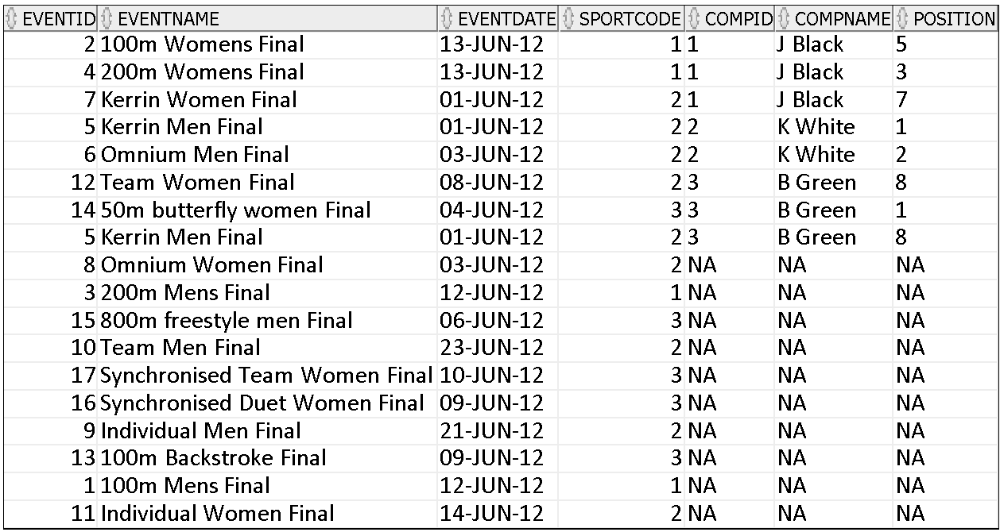 EVENTID EVENTNAME EVENTDATE SPORTCODE COMPID COMPNAME POSITION
2 100m Womens Final 13-JUN-12 1 1 J Black 5
4 200m Womens Final 13-JUN-12 1 1 J Black 3
7 Kerrin Women Final 01-JUN-12 2 1 J Black 7
5 Kerrin Men Final 01-JUN-12 2 2 K White 1
6 Omnium Men Final 03-JUN-12 2 2 K White 2
12 Team Women Final 08-JUN-12 2 3 B Green 8
14 50m butterfly women Final 04-JUN-12 3 3 B Green 1
5 Kerrin Men Final 01-JUN-12 2 3 B Green 8
8 Omnium Women Final 03-JUN-12 2 NA NA NA
3 200m Mens Final 12-JUN-12 1 NA NA NA
15 800m freestyle men Final 06-JUN-12 3 NA NA NA
10 Team Men Final 23-JUN-12 2 NA NA NA
17 Synchronised Team Women Final 10-JUN-12 3 NA NA NA
16 Synchronised Duet Women Final 09-JUN-12 3 NA NA NA
9 Individual Men Final 21-JUN-12 2 NA NA NA
13 100m Backstroke Final 09-JUN-12 3 NA NA NA
1 100m Mens Final 12-JUN-12 1 NA NA NA
11 Individual Women Final 14-JUN-12 2 NA NA NA